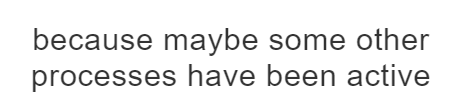 because maybe some other
processes have been active